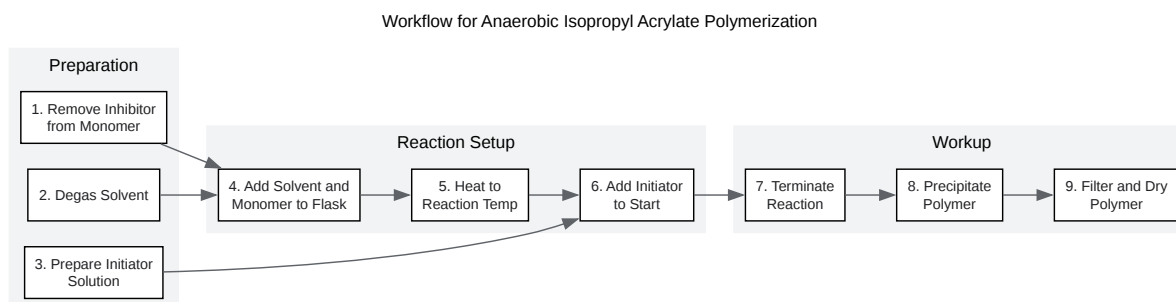 Workflow for Anaerobic Isopropyl Acrylate Polymerization
Preparation
1. Remove Inhibitor
from Monomer
2. Degas Solvent
3. Prepare Initiator
Solution
Reaction Setup
4. Add Solvent and
Monomer to Flask
5. Heat to
Reaction Temp
6. Add Initiator
to Start
Workup
7. Terminate
Reaction
8. Precipitate
Polymer
9. Filter and Dry
Polymer